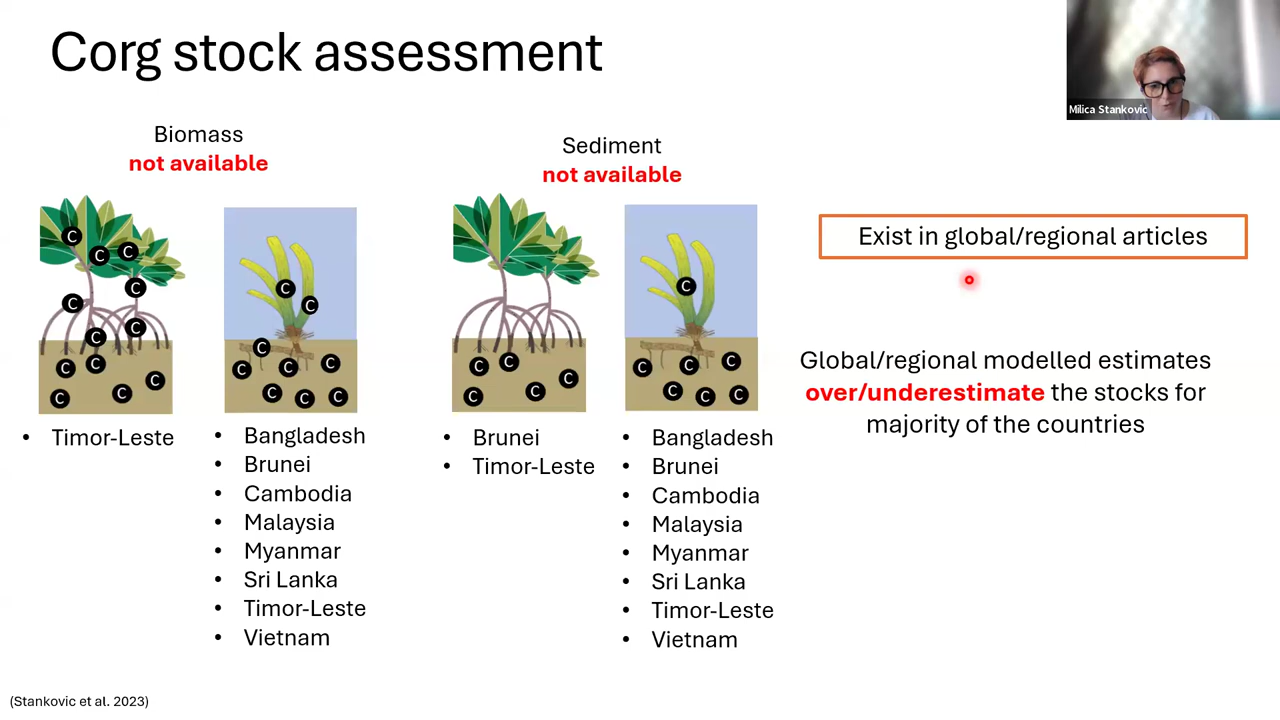 Corg stock assessment
Milica Stankovic
Biomass
not available
Sediment
not available
Exist in global/regional articles
C C C C C C C C C C C C
C C C C C C C C C
C C C C C
C C C C C C C
Global/regional modelled estimates
over/underestimate the stocks for
majority of the countries
• Timor-Leste
• Bangladesh
• Brunei
• Cambodia
• Malaysia
• Myanmar
• Sri Lanka
• Timor-Leste
• Vietnam
• Brunei
• Timor-Leste
• Bangladesh
• Brunei
• Cambodia
• Malaysia
• Myanmar
• Sri Lanka
• Timor-Leste
• Vietnam
(Stankovic et al. 2023)